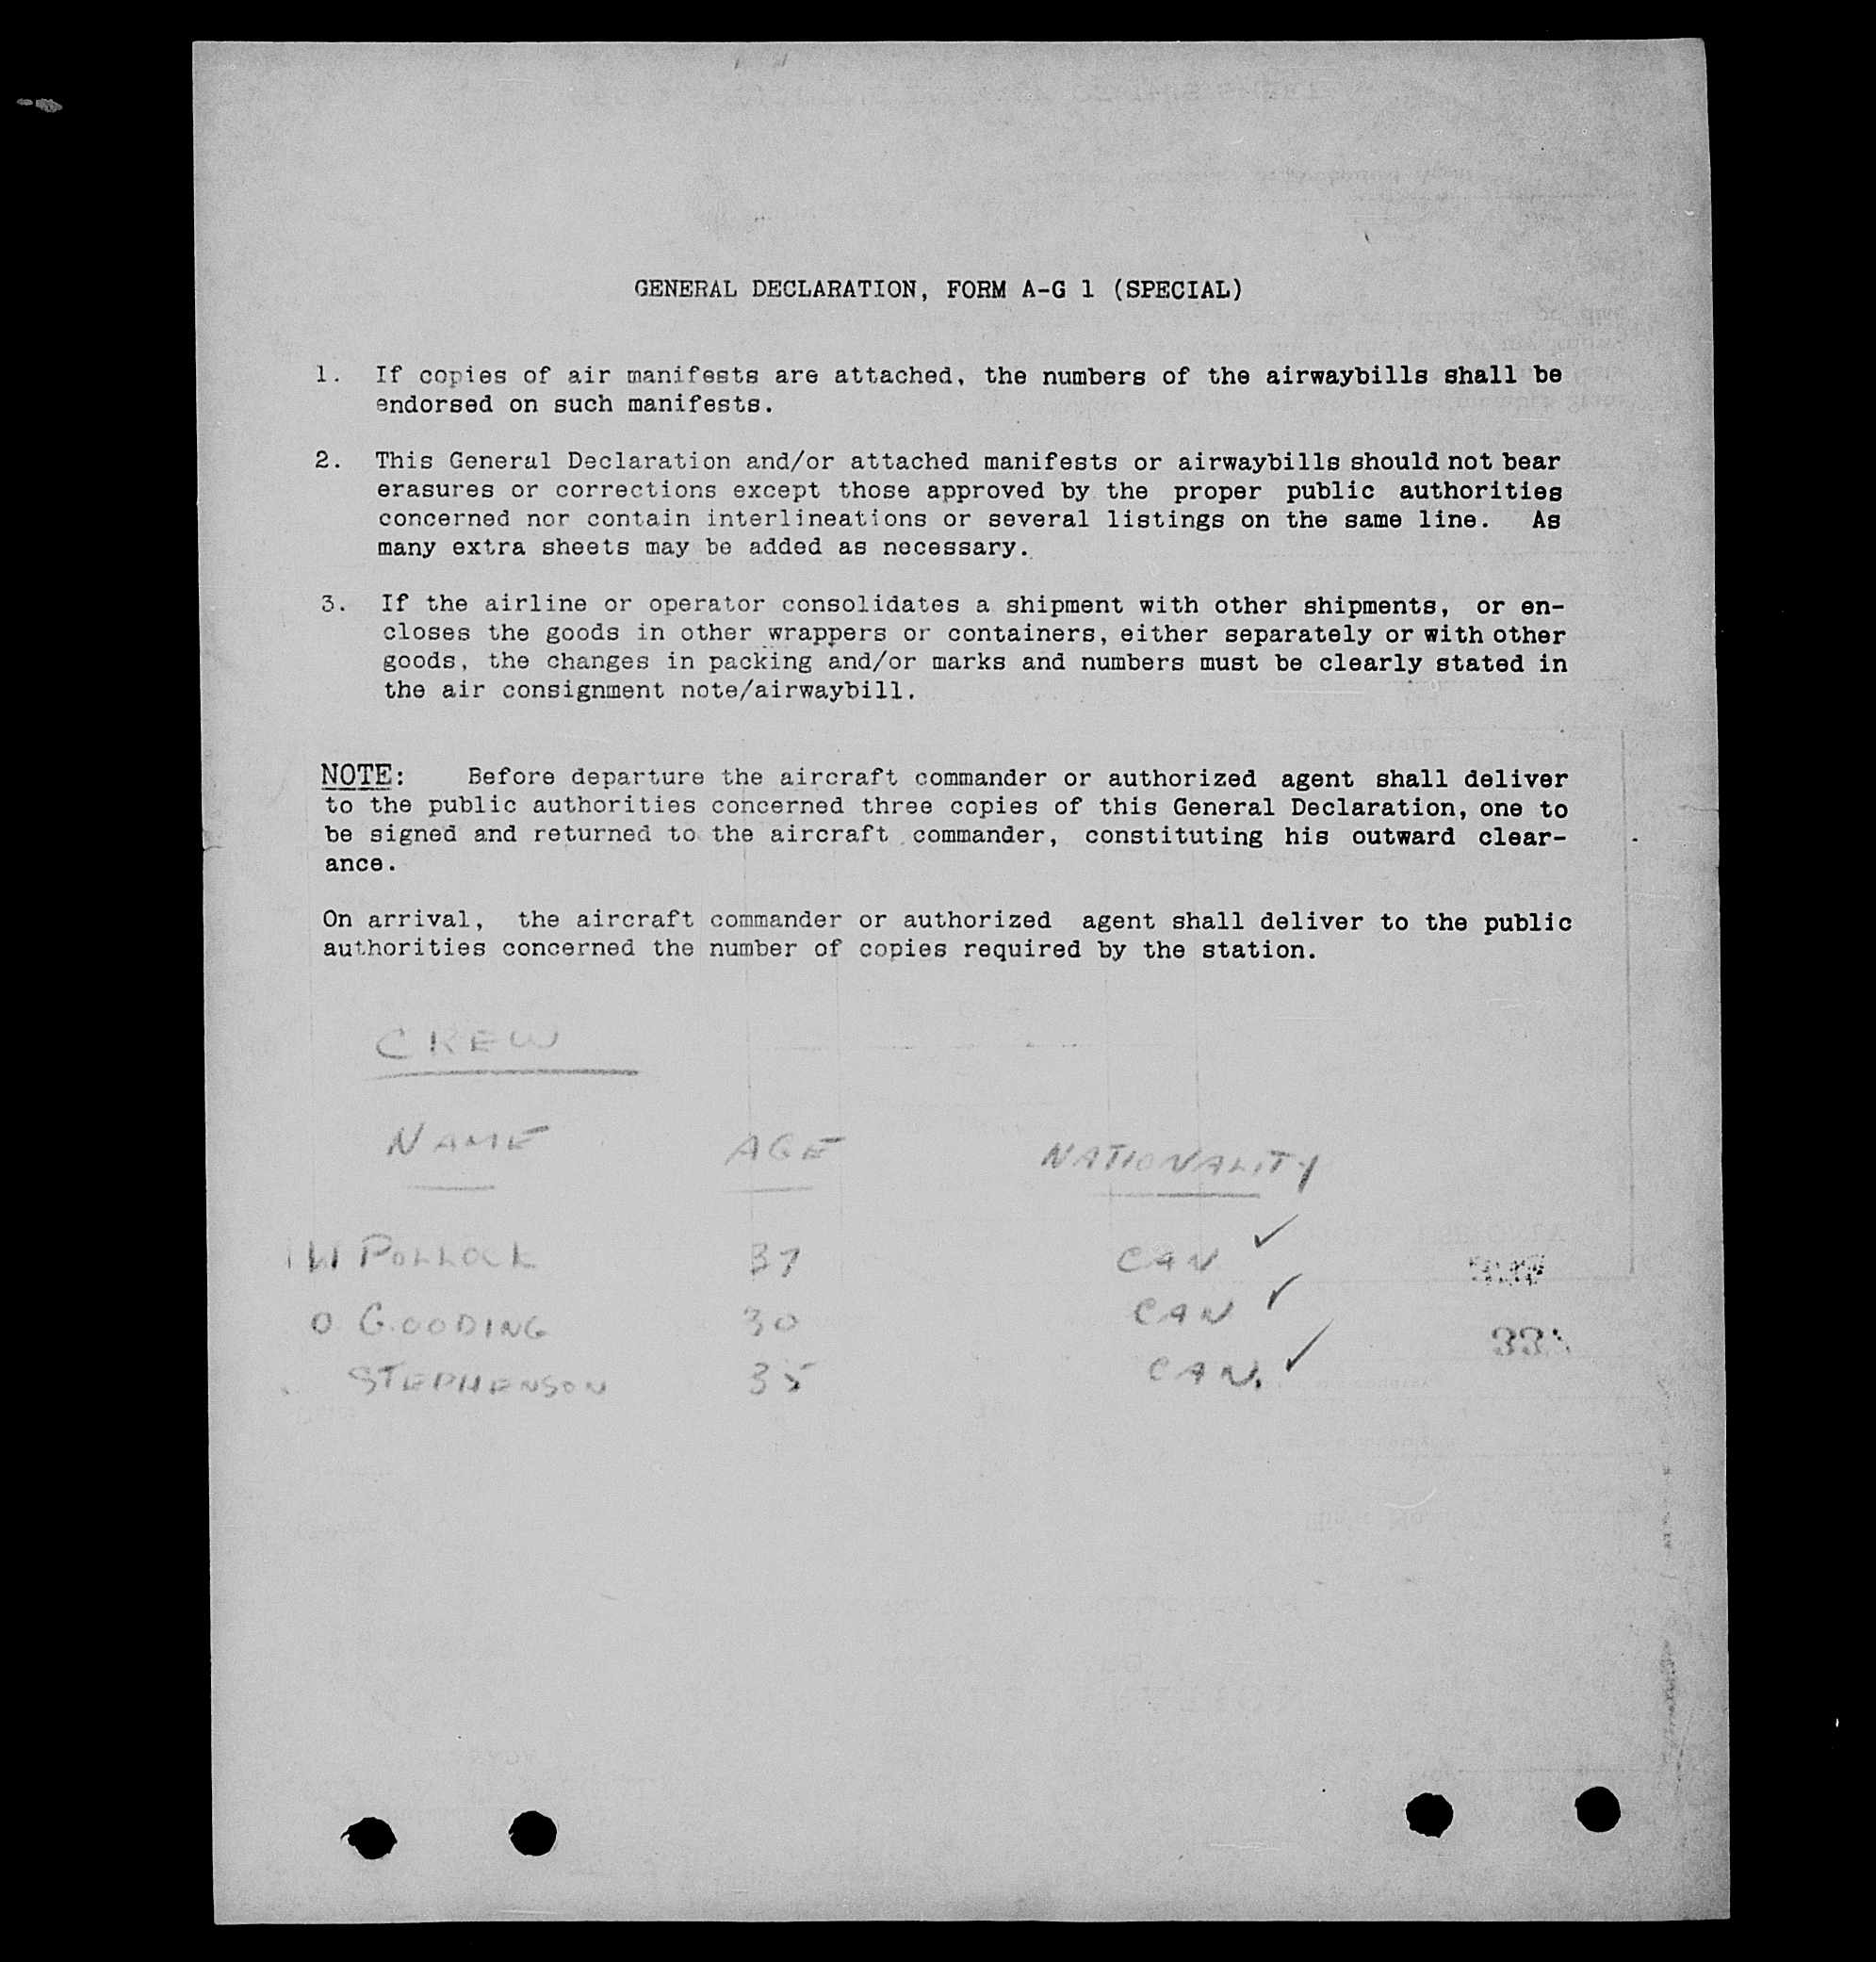 GENERAL DECLARATION, FORM A-G 1 (SPECIAL)
1. If copies of air manifests are attached, the numbers of the airwaybills shall be
endorsed on such manifests.
2. This General Declaration and/or attached manifests or airwaybills should not bear
erasures or corrections except those approved by the proper public authorities
concerned nor contain interlineations or several listings on the same line. As
many extra sheets may be added as necessary.
3. If the airline or operator consolidates a shipment with other shipments, or en-
closes the goods in other wrappers or containers, either separately or with other
goods, the changes in packing and/or marks and numbers must be clearly stated in
the air consignment note/airwaybill.
NOTE: Before departure the aircraft commander or authorized agent shall deliver
to the public authorities concerned three copies of this General Declaration, one to
be signed and returned to the aircraft commander, constituting his outward clear-
ance.
On arrival, the aircraft commander or authorized agent shall deliver to the public
authorities concerned the number of copies required by the station.
CREW
NAME AGE NATIONALITY
W POLLOCK 37 CAN ✓
O GOODING 30 CAN ✓
STEPHENSON 35 CAN. ✓